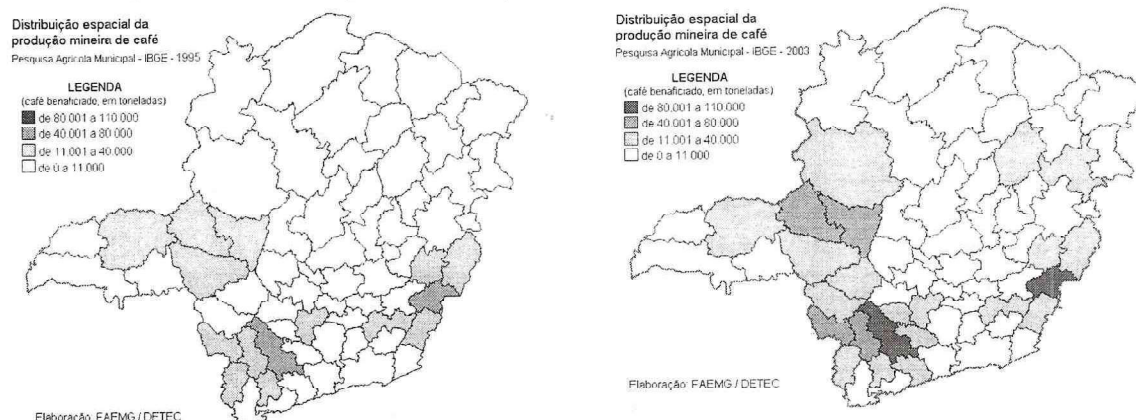 Distribuição espacial da
produção mineira de café
Pesquisa Agrícola Municipal - IBGE - 1995
LEGENDA
(café benaficiado, em toneladas)
de 80.001 a 110.000
de 40.001 a 80.000
de 11.001 a 40.000
de 0 a 11.000
Elaboração: FAEMG / DETEC
Distribuição espacial da
produção mineira de café
Pesquisa Agrícola Municipal - IBGE - 2003
LEGENDA
(café benaficiado, em toneladas)
de 80.001 a 110.000
de 40.001 a 80.000
de 11.001 a 40.000
de 0 a 11.000
Elaboração: FAEMG / DETEC